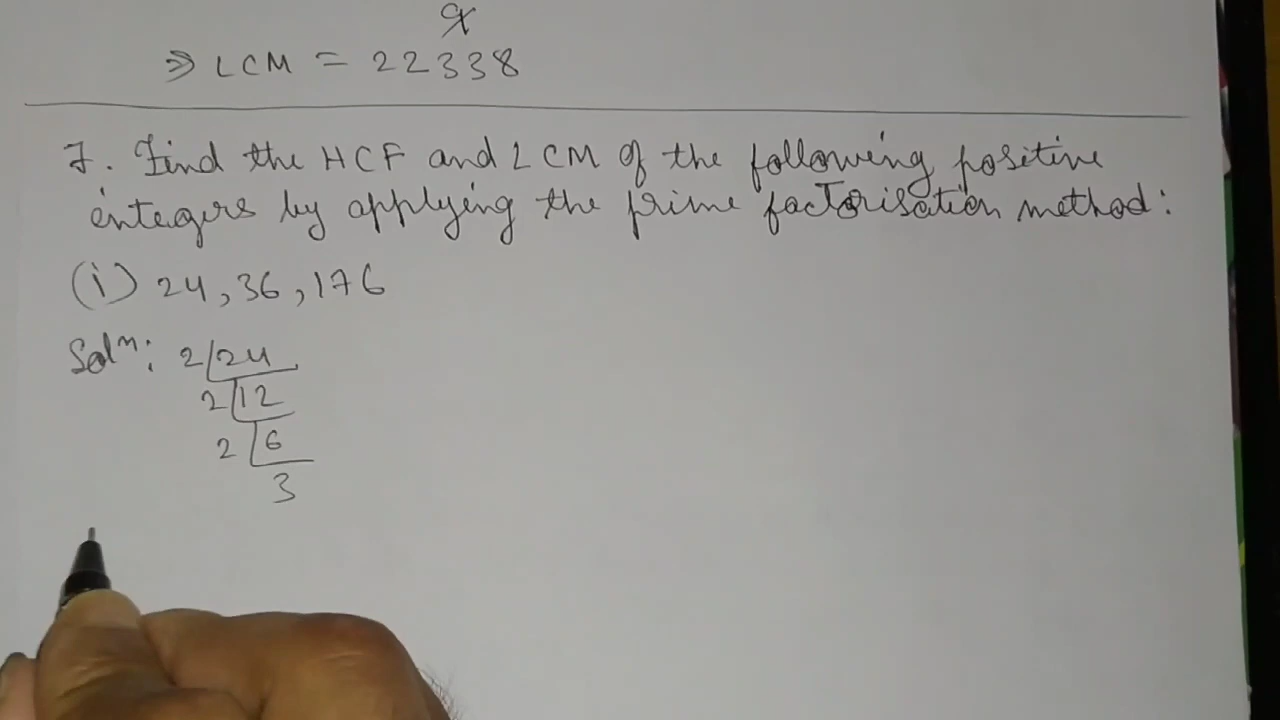 ⇒ LCM = 22338
7. Find the HCF and LCM of the following positive
integers by applying the prime factorisation method:
(i) 24, 36, 176
Solⁿ: 2 24
2 12
2 6
3